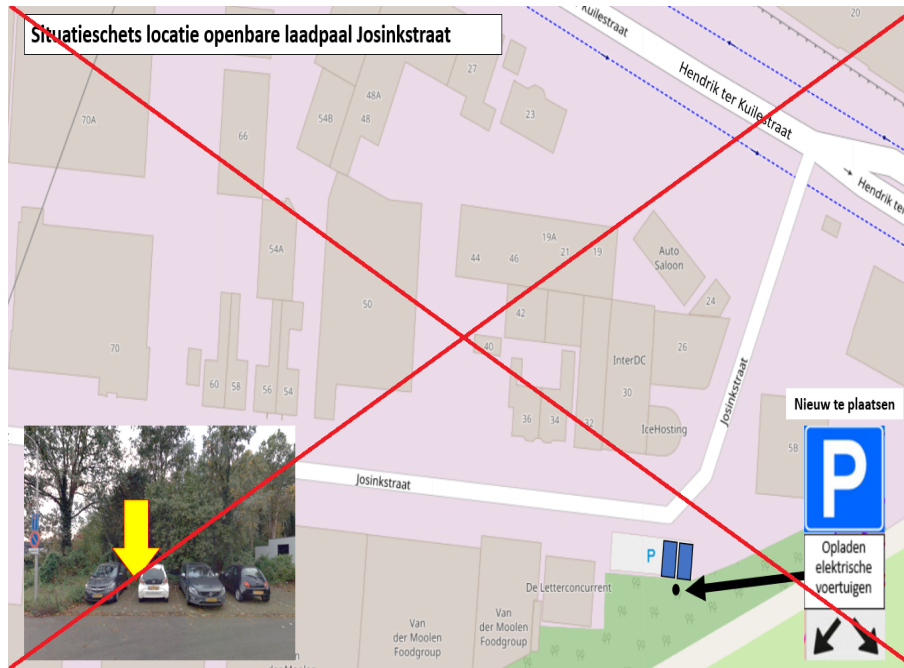 Situatieschets locatie openbare laadpaal Josinkstraat
Kuilestraat
20
Hendrik ter Kuilestraat
Hendrik ter
27
48A
70A
54B
48
23
66
19A
54A
44
46
21
19
Auto
Saloon
50
42
24
70
40
InterDC
26
60
58
56
54
36
34
32
30
IceHosting
Josinkstraat
Nieuw te plaatsen
5B
P
Josinkstraat
Opladen
elektrische
voertuigen
P
De Letterconcurrent
Van
der Moolen
Foodgroup
Van
der Moolen
Foodgroup